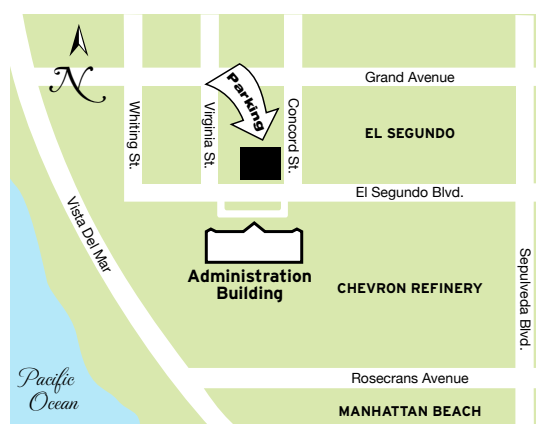 N
Grand Avenue
Parking
Whiting St.
Virginia St.
Concord St.
EL SEGUNDO
El Segundo Blvd.
Vista Del Mar
Administration
Building
CHEVRON REFINERY
Sepulveda Blvd.
Pacific
Ocean
Rosecrans Avenue
MANHATTAN BEACH